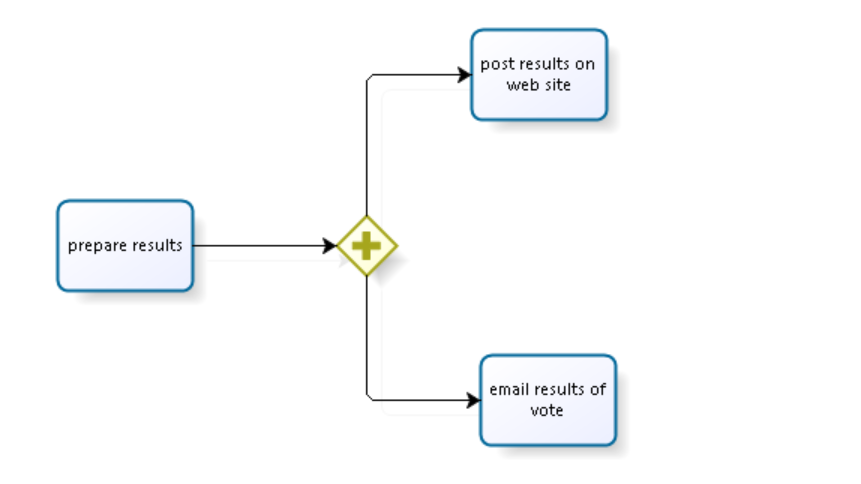 post results on
web site
prepare results
email results of
vote